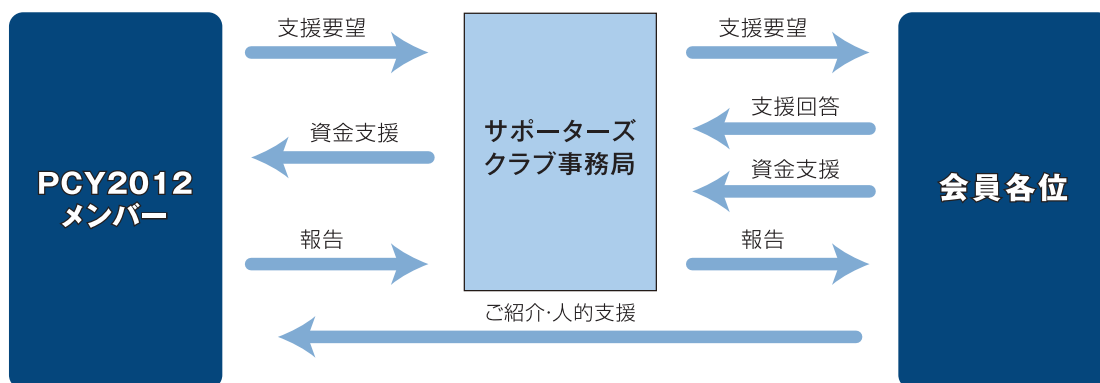 支援要望
支援要望
支援回答
資金支援
サポーターズ
クラブ事務局
資金支援
PCY2012
メンバー
会員各位
報告
報告
ご紹介・人的支援